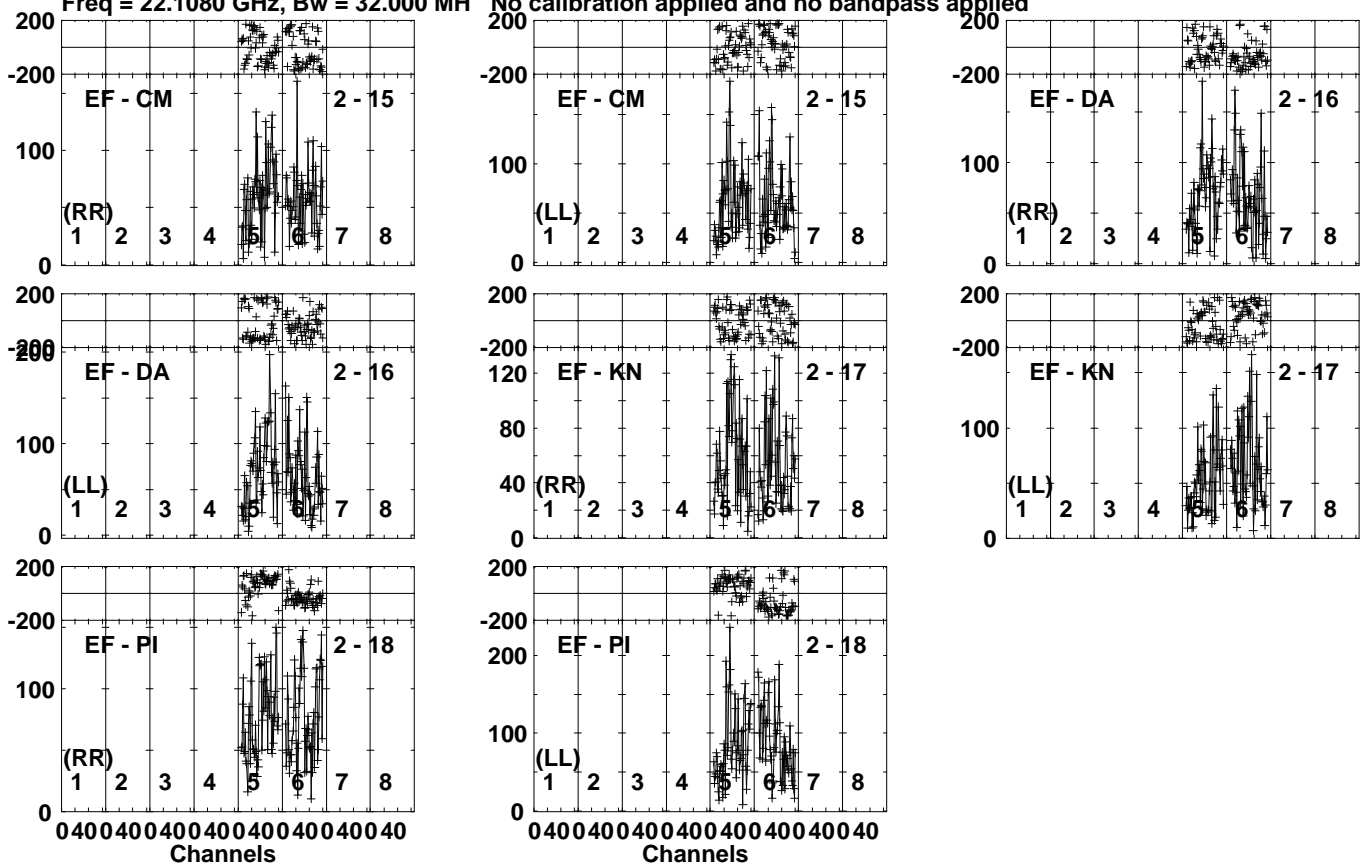 Freq = 22.1080 GHz, Bw = 32.000 MH No calibration applied and no bandpass applied
200
-200
EF - CM 2 - 15
100
(RR)
1 2 3 4 5 6 7 8
0
EF - CM 2 - 15
100
(LL)
1 2 3 4 5 6 7 8
0
200
-200
EF - DA 2 - 16
100
(RR)
1 2 3 4 5 6 7 8
0
200
-200
200
EF - DA 2 - 16
100
(LL)
1 2 3 4 5 6 7 8
0
200
-200
120
EF - KN 2 - 17
80
40
(RR)
1 2 3 4 5 6 7 8
0
200
-200
EF - KN 2 - 17
100
(LL)
1 2 3 4 5 6 7 8
0
200
-200
EF - PI 2 - 18
100
(RR)
1 2 3 4 5 6 7 8
0
0 40 0 40 0 40 0 40 0 40 0 40 0 40 0 40
Channels
200
-200
200
EF - PI 2 - 18
100
(LL)
1 2 3 4 5 6 7 8
0
0 40 0 40 0 40 0 40 0 40 0 40 0 40 0 40
Channels